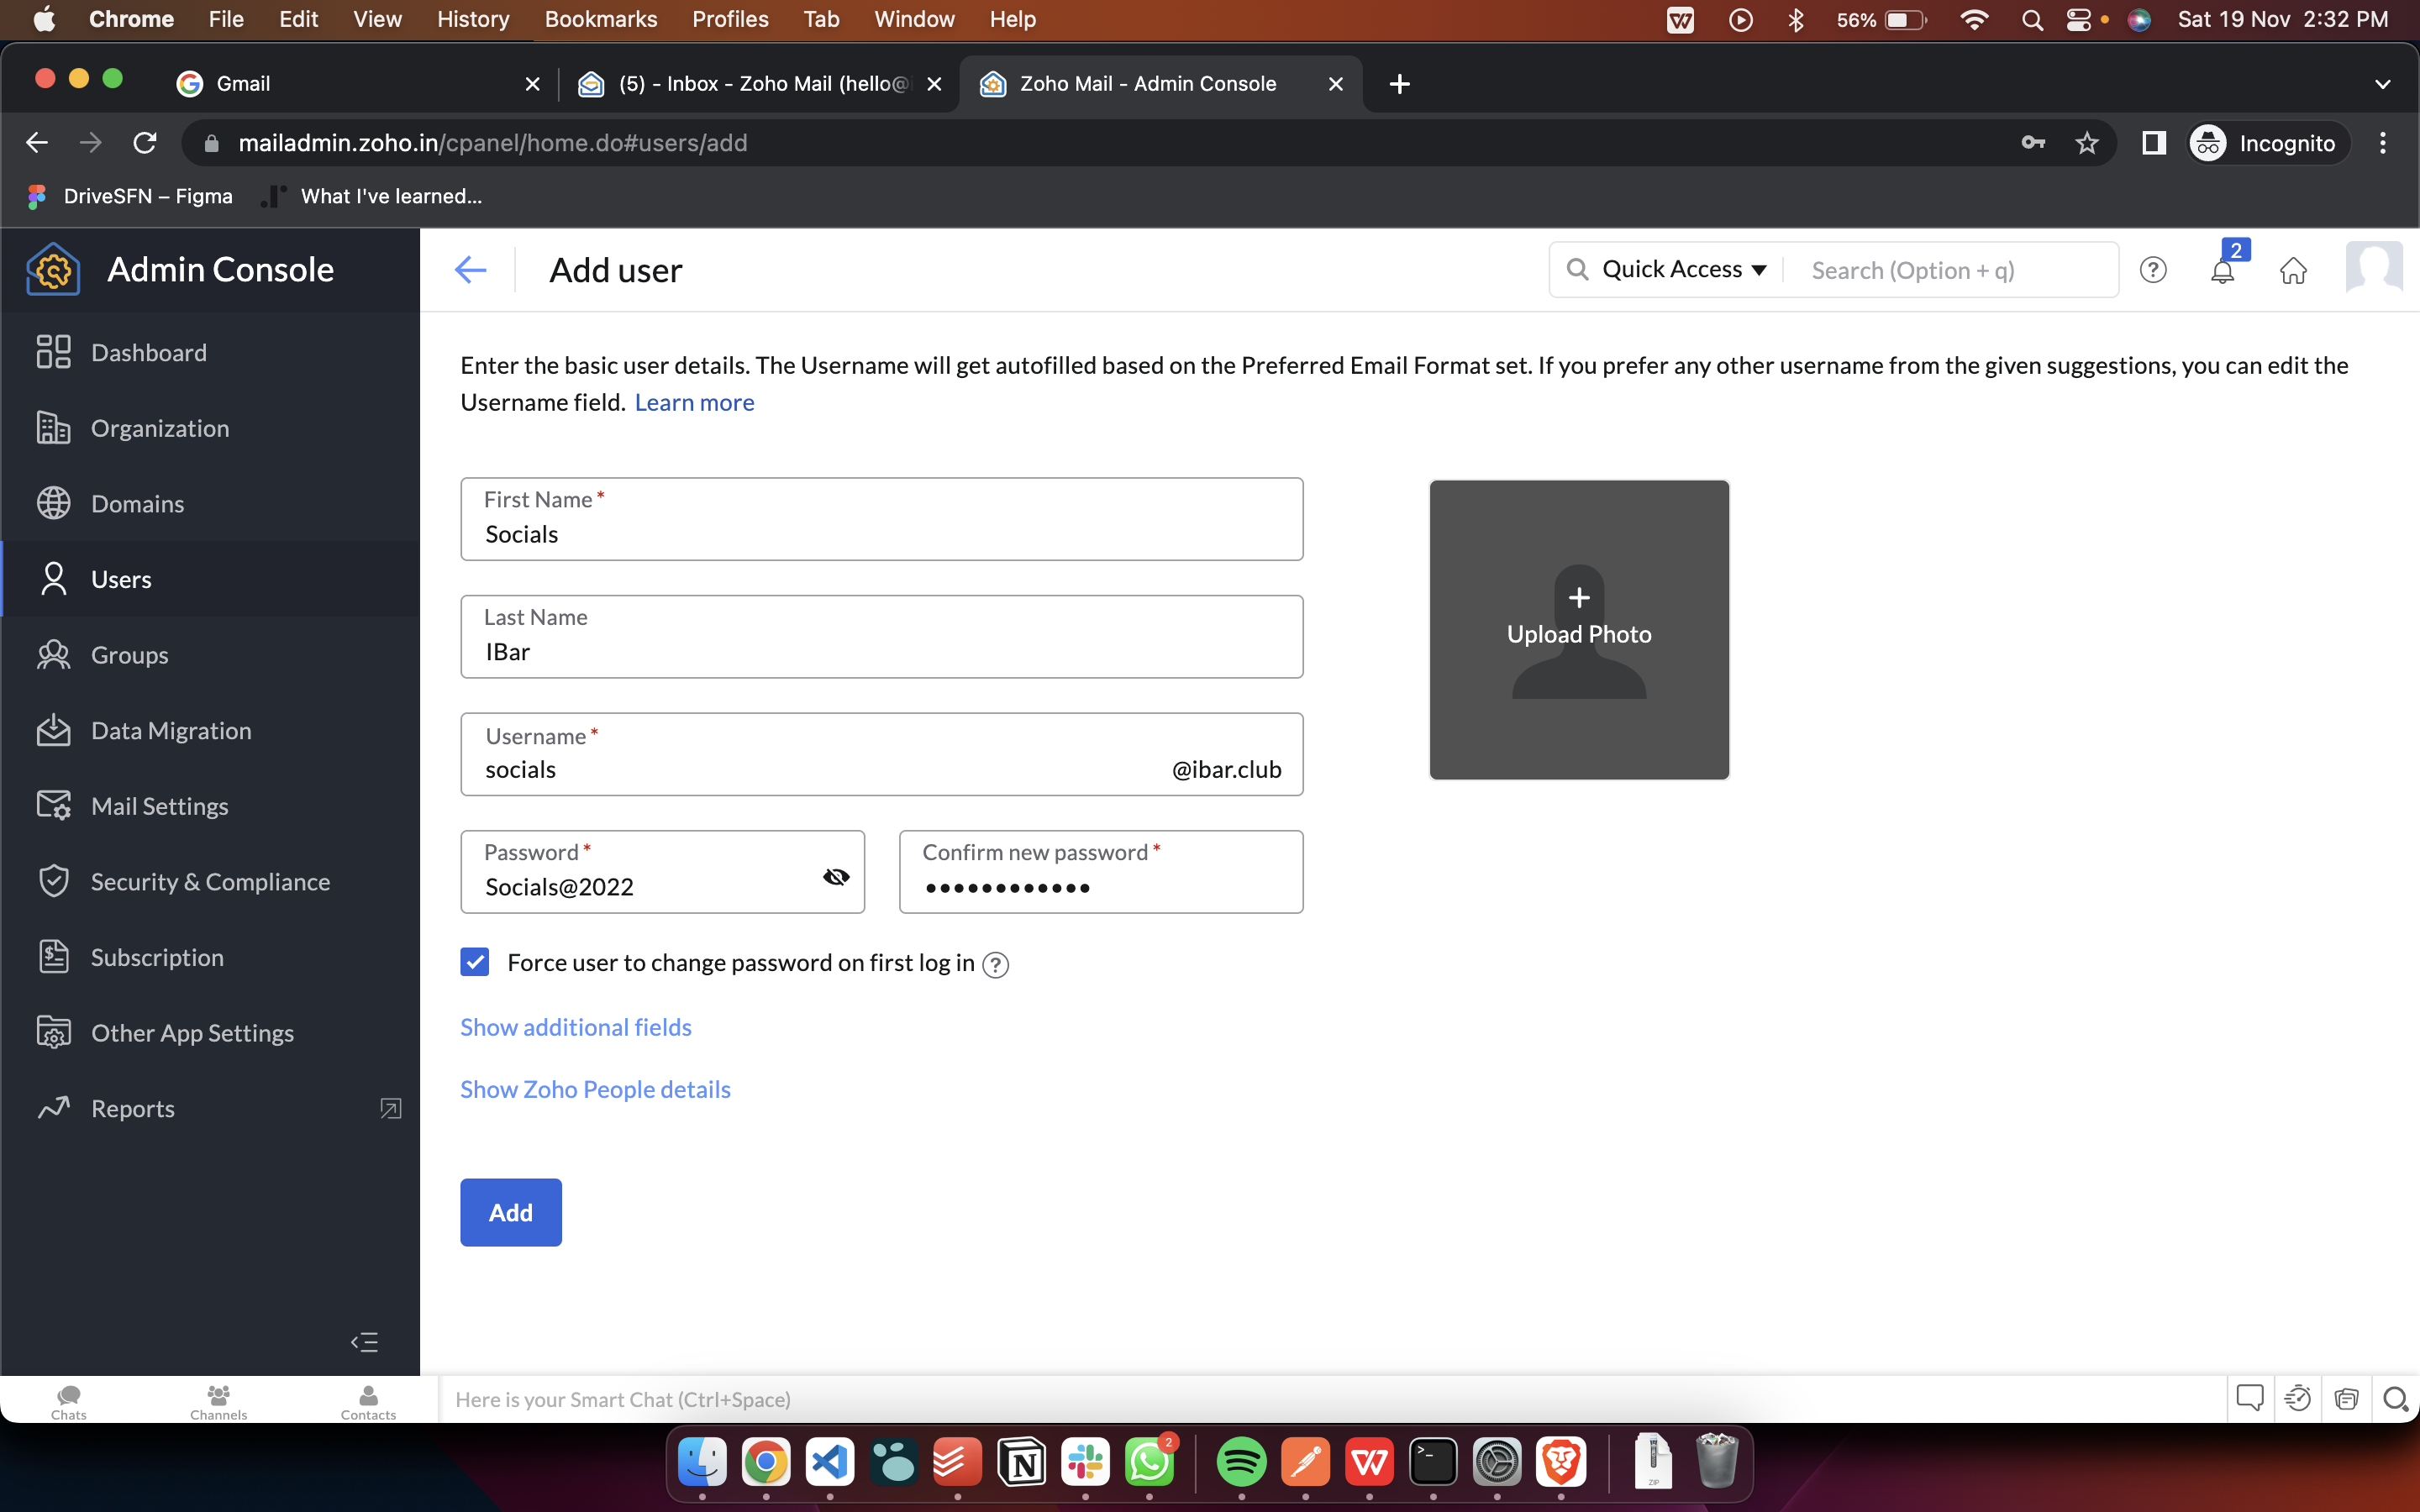 Chrome File Edit View History Bookmarks Profiles Tab Window Help 56% Sat 19 Nov 2:32 PM
Gmail (5) - Inbox - Zoho Mail (hello@ Zoho Mail - Admin Console
mailadmin.zoho.in/cpanel/home.do#users/add Incognito
DriveSFN – Figma What I've learned...
Admin Console
Add user
Quick Access Search (Option + q) 2
Dashboard
Organization
Domains
Users
Groups
Data Migration
Mail Settings
Security & Compliance
Subscription
Other App Settings
Reports
Enter the basic user details. The Username will get autofilled based on the Preferred Email Format set. If you prefer any other username from the given suggestions, you can edit the
Username field. Learn more
First Name *
Socials
Last Name
IBar
Username *
socials @ibar.club
Password *
Socials@2022
Confirm new password *
••••••••••••
Upload Photo
Force user to change password on first log in
Show additional fields
Show Zoho People details
Add
Chats Channels Contacts Here is your Smart Chat (Ctrl+Space)
2
ZIP